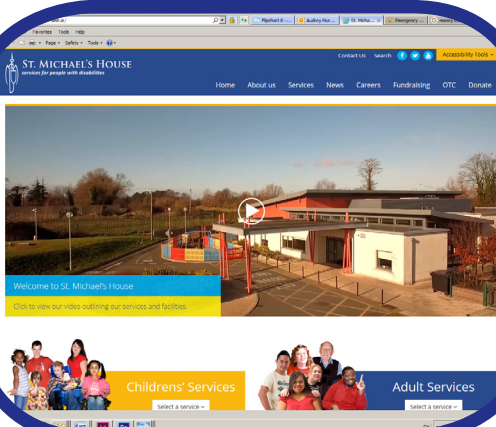 Favorites Tools Help
Page Safety Tools
Contact Us Search Accessibility Tools
ST. MICHAEL'S HOUSE
services for people with disabilities
Home About us Services News Careers Fundraising OTC Donate
Welcome to St. Michael's House
Click to view our video outlining our services and facilities.
Childrens' Services
Adult Services
Select a service
Select a service